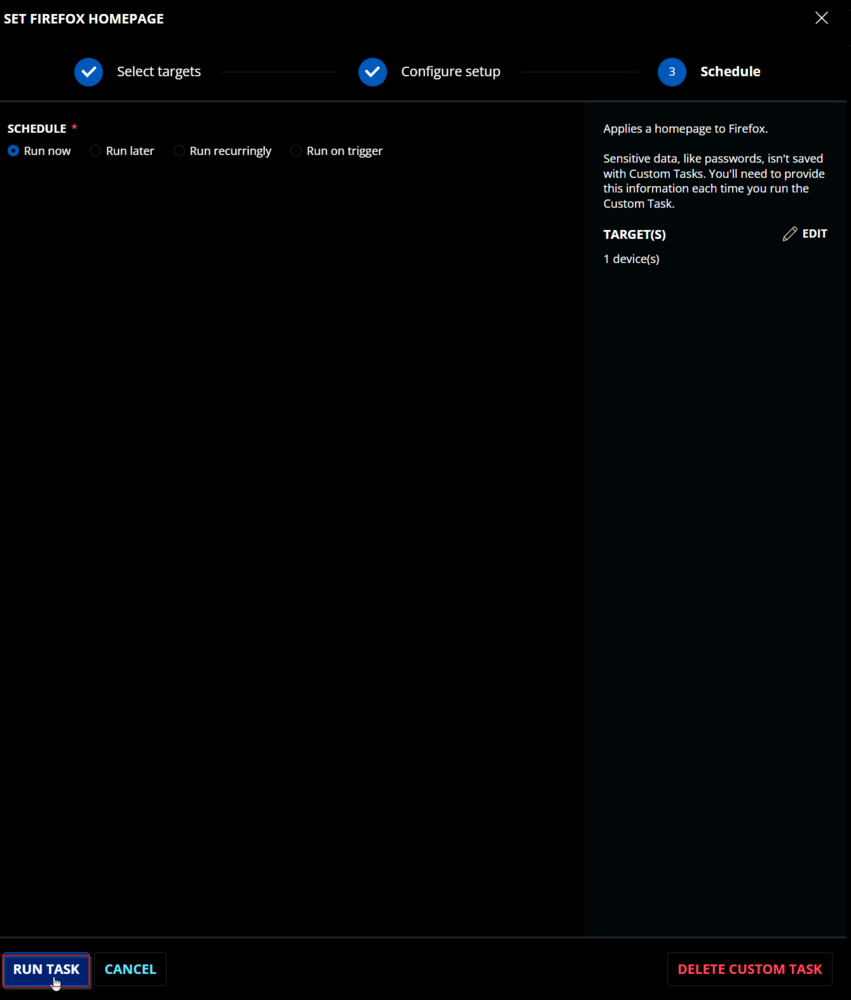 SET FIREFOX HOMEPAGE
Select targets
Configure setup
3 Schedule
SCHEDULE *
Run now Run later Run recurringly Run on trigger
Applies a homepage to Firefox.
Sensitive data, like passwords, isn't saved
with Custom Tasks. You'll need to provide
this information each time you run the
Custom Task.
TARGET(S) EDIT
1 device(s)
RUN TASK CANCEL DELETE CUSTOM TASK